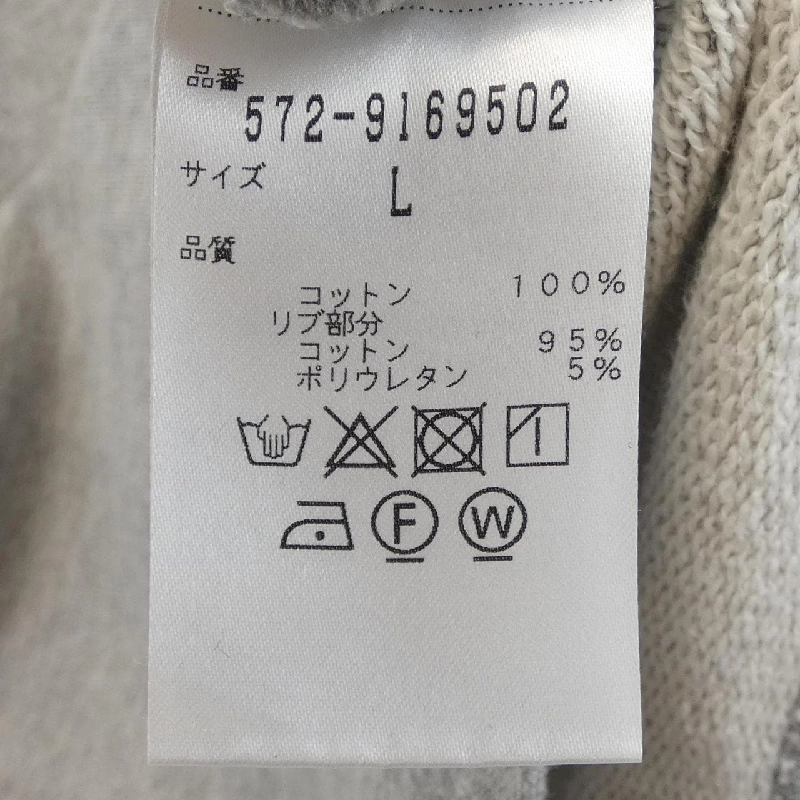 品番
572-9169502
サイズ L
品質
コットン 100%
リブ部分
コットン 95%
ポリウレタン 5%
F W